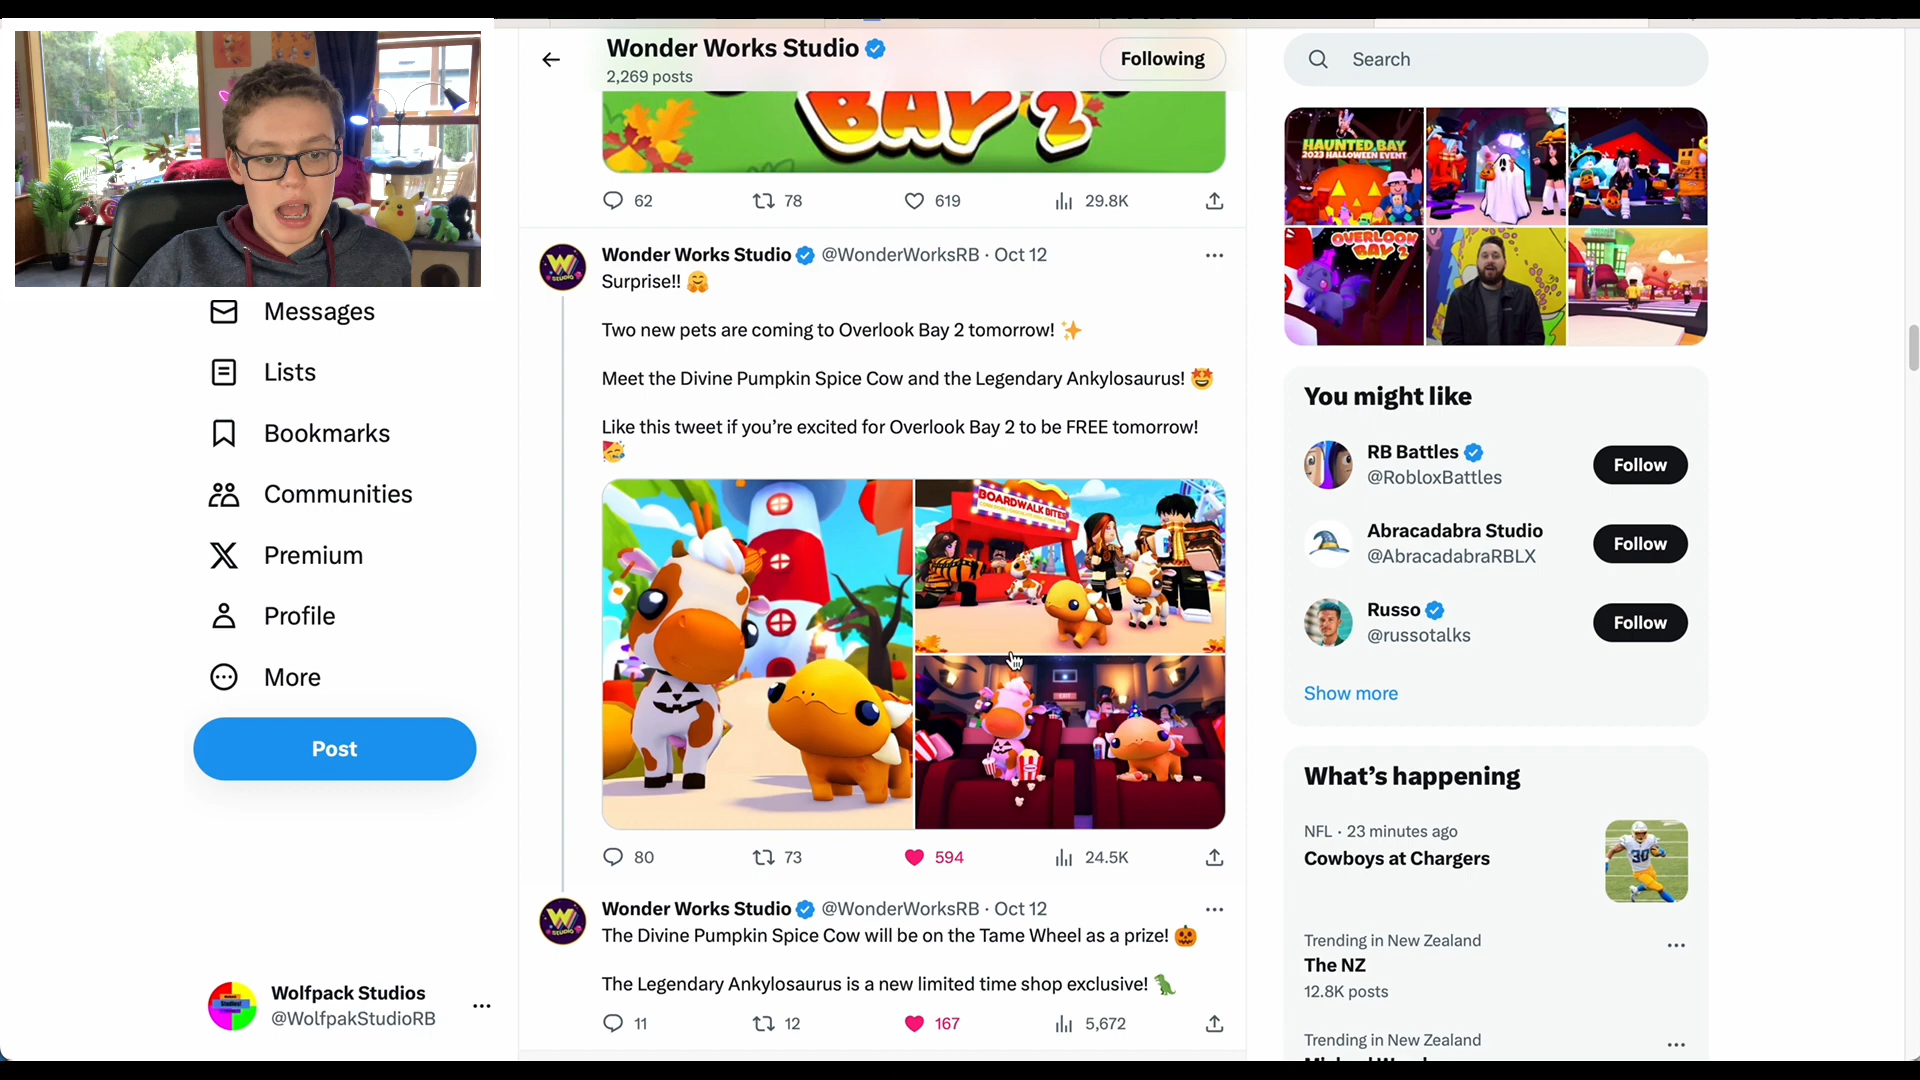 Wonder Works Studio
2,269 posts
Following
Search
BAY 2
62
78
619
29.8K
HAUNTED BAY
2023 HALLOWEEN EVENT
OVERLOOK
BAY 2
Messages
Lists
Bookmarks
Communities
Premium
Profile
More
Post
Wolfpack Studios
@WolfpakStudioRB
Wonder Works Studio @WonderWorksRB · Oct 12
Surprise!! 🤗
Two new pets are coming to Overlook Bay 2 tomorrow! ✨
Meet the Divine Pumpkin Spice Cow and the Legendary Ankylosaurus! 🤩
Like this tweet if you’re excited for Overlook Bay 2 to be FREE tomorrow!
🥳
BOARDWALK BITES
EXIT
80
73
594
24.5K
Wonder Works Studio @WonderWorksRB · Oct 12
The Divine Pumpkin Spice Cow will be on the Tame Wheel as a prize! 🎃
The Legendary Ankylosaurus is a new limited time shop exclusive! 🦖
11
12
167
5,672
You might like
RB Battles
@RobloxBattles
Follow
Abracadabra Studio
@AbracadabraRBLX
Follow
Russo
@russotalks
Follow
Show more
What’s happening
NFL · 23 minutes ago
Cowboys at Chargers
Trending in New Zealand
The NZ
12.8K posts
Trending in New Zealand